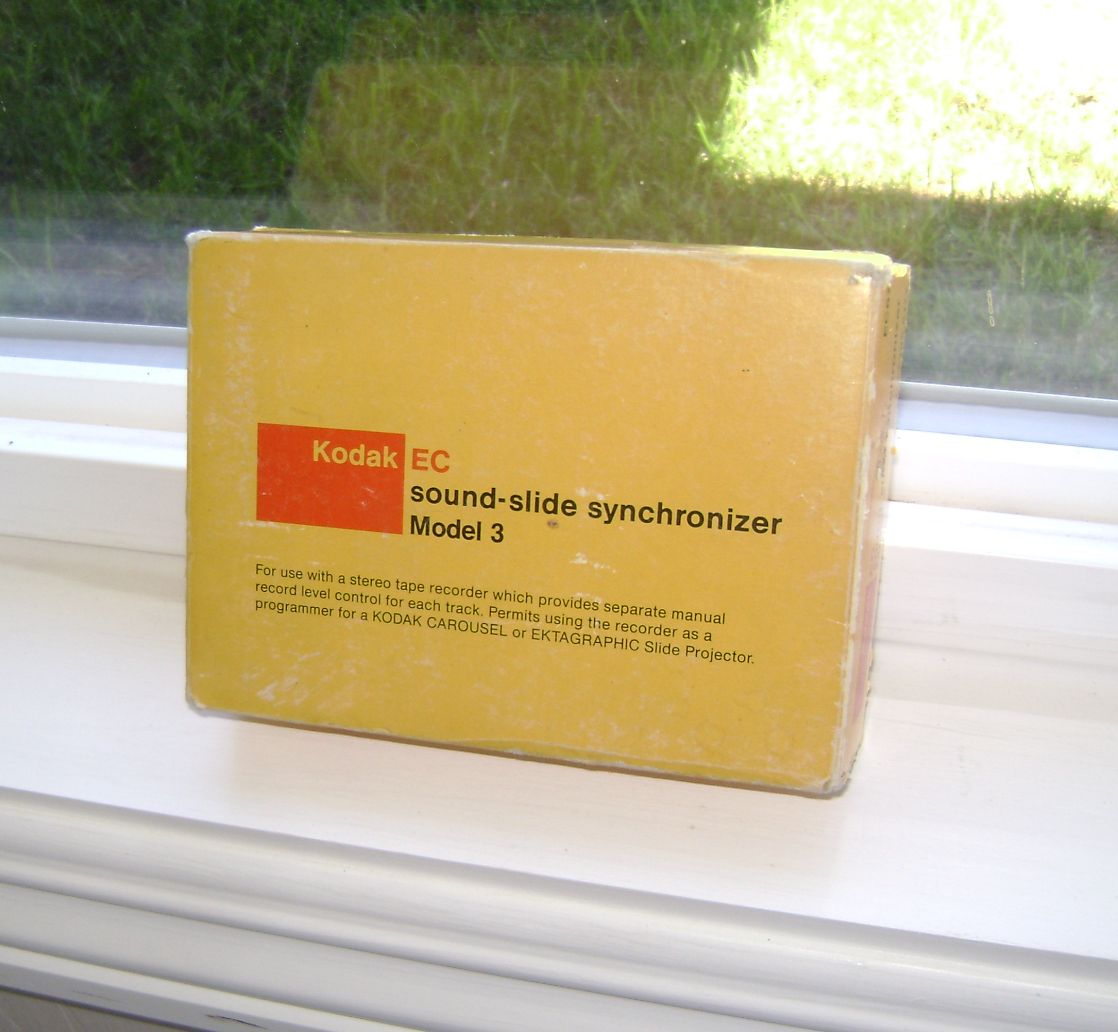 Kodak EC
sound-slide synchronizer
Model 3
For use with a stereo tape recorder which provides separate manual
record level control for each track. Permits using the recorder as a
programmer for a KODAK CAROUSEL or EKTAGRAPHIC Slide Projector.